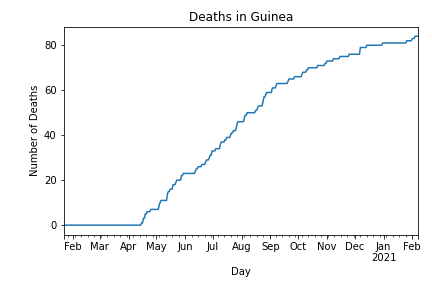 Deaths in Guinea
Number of Deaths
80
60
40
20
0
Feb Mar Apr May Jun Jul Aug Sep Oct Nov Dec Jan Feb
2021
Day